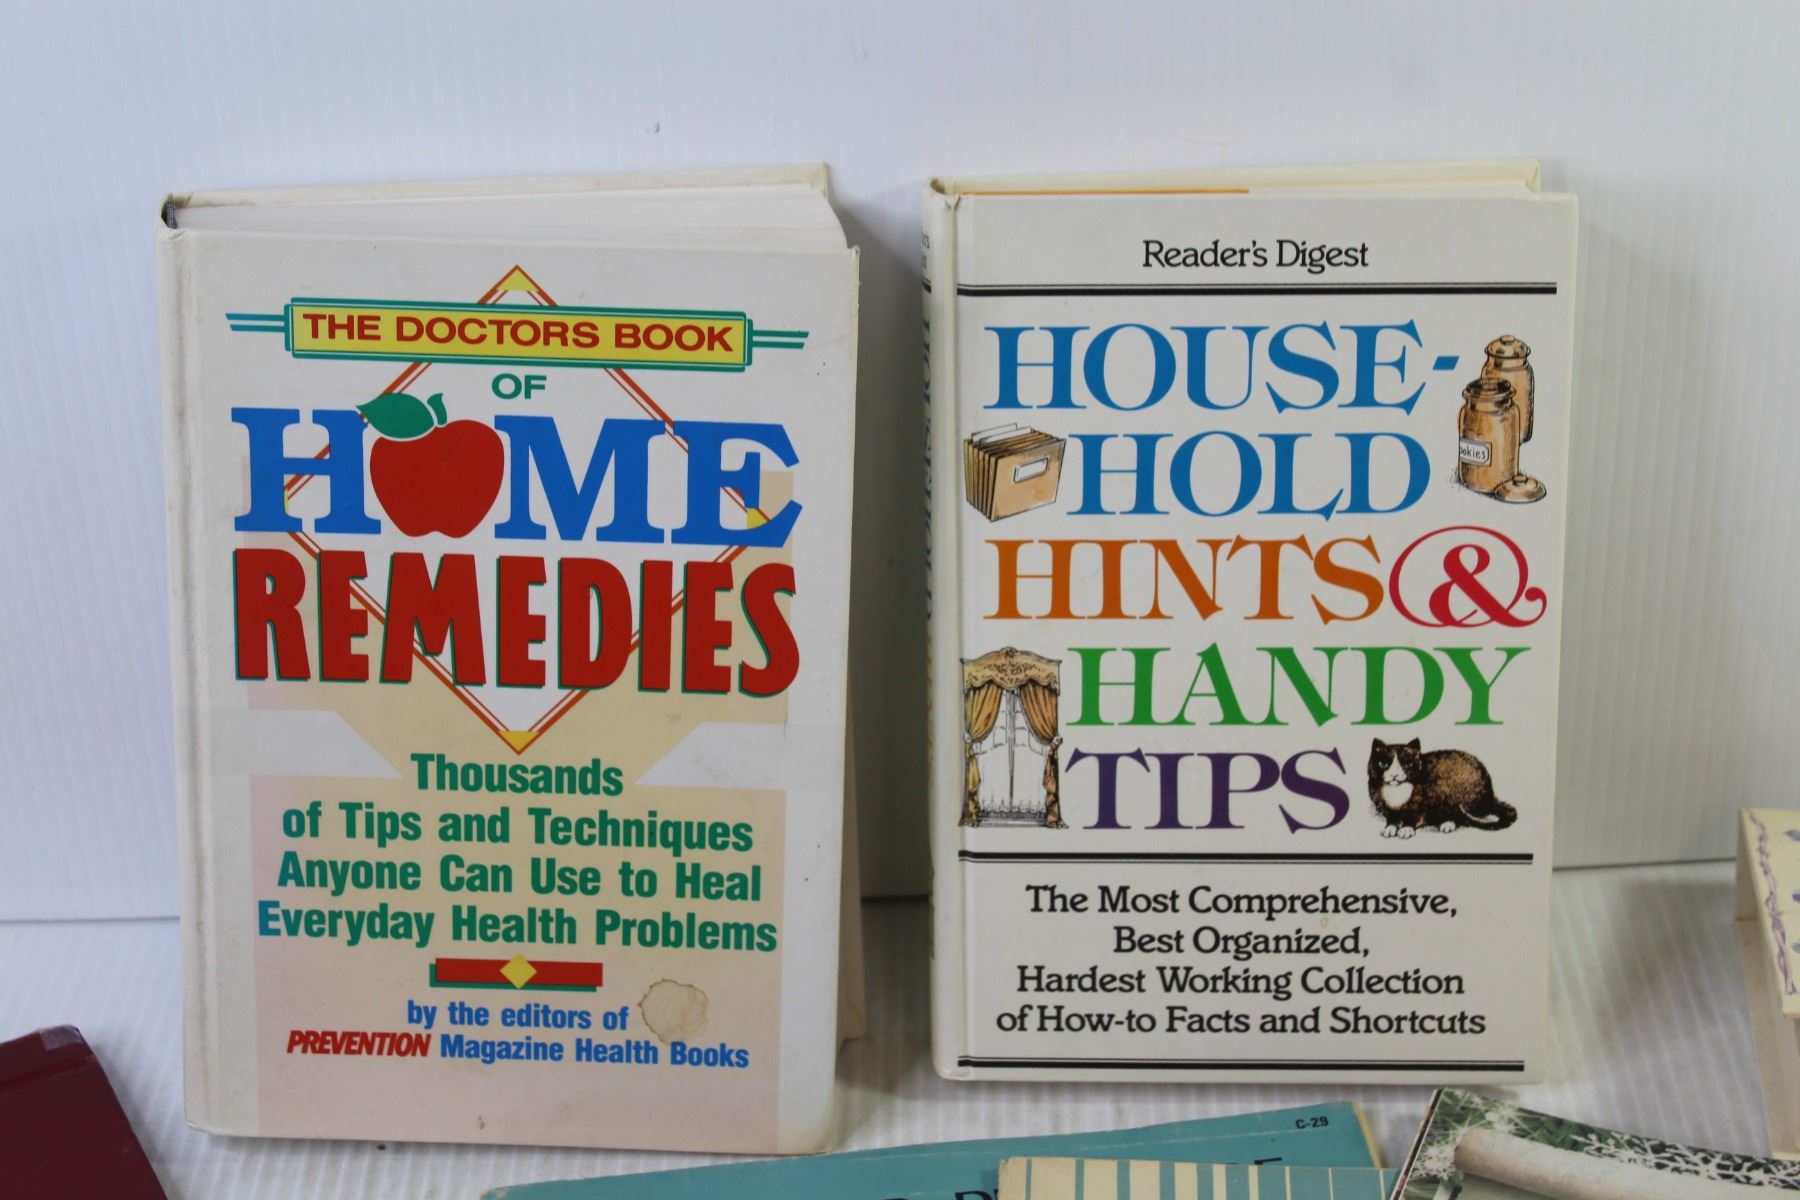 THE DOCTORS BOOK
OF
HOME
REMEDIES
Thousands
of Tips and Techniques
Anyone Can Use to Heal
Everyday Health Problems
by the editors of
PREVENTION Magazine Health Books
Reader's Digest
HOUSE-
HOLD
HINTS &
HANDY
TIPS
ookies
The Most Comprehensive,
Best Organized,
Hardest Working Collection
of How-to Facts and Shortcuts
C-29